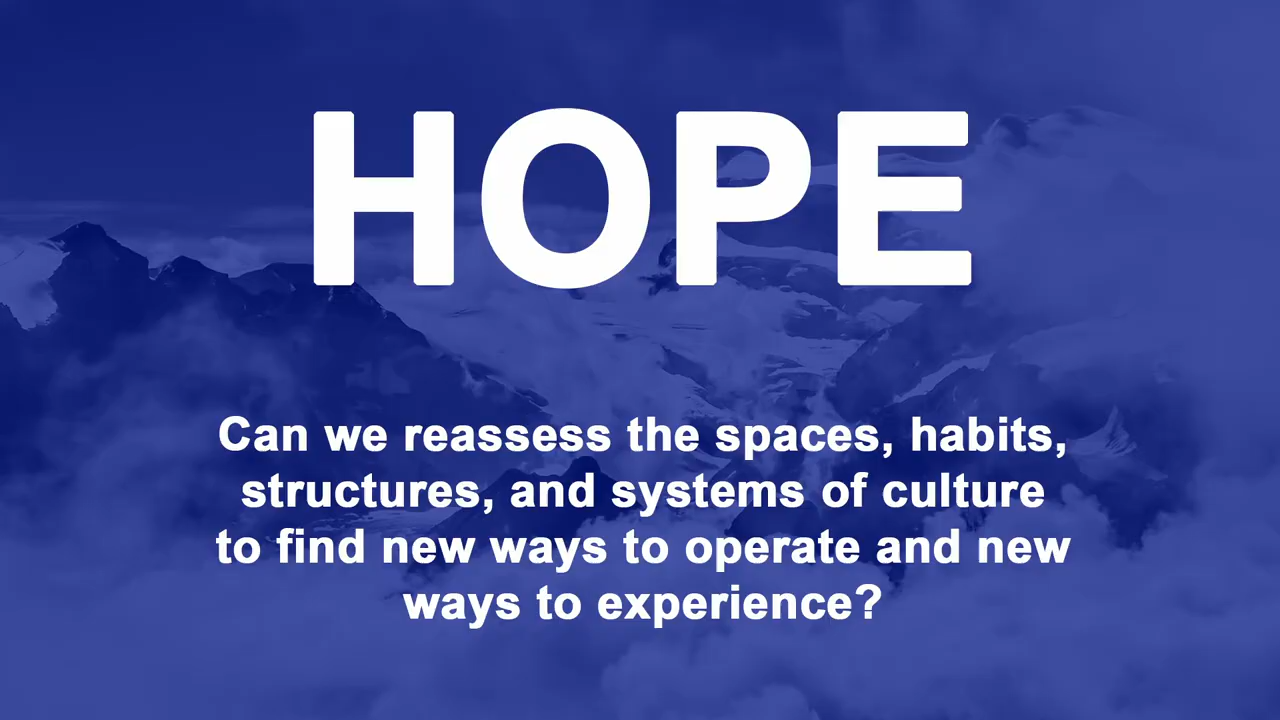 HOPE
Can we reassess the spaces, habits,
structures, and systems of culture
to find new ways to operate and new
ways to experience?